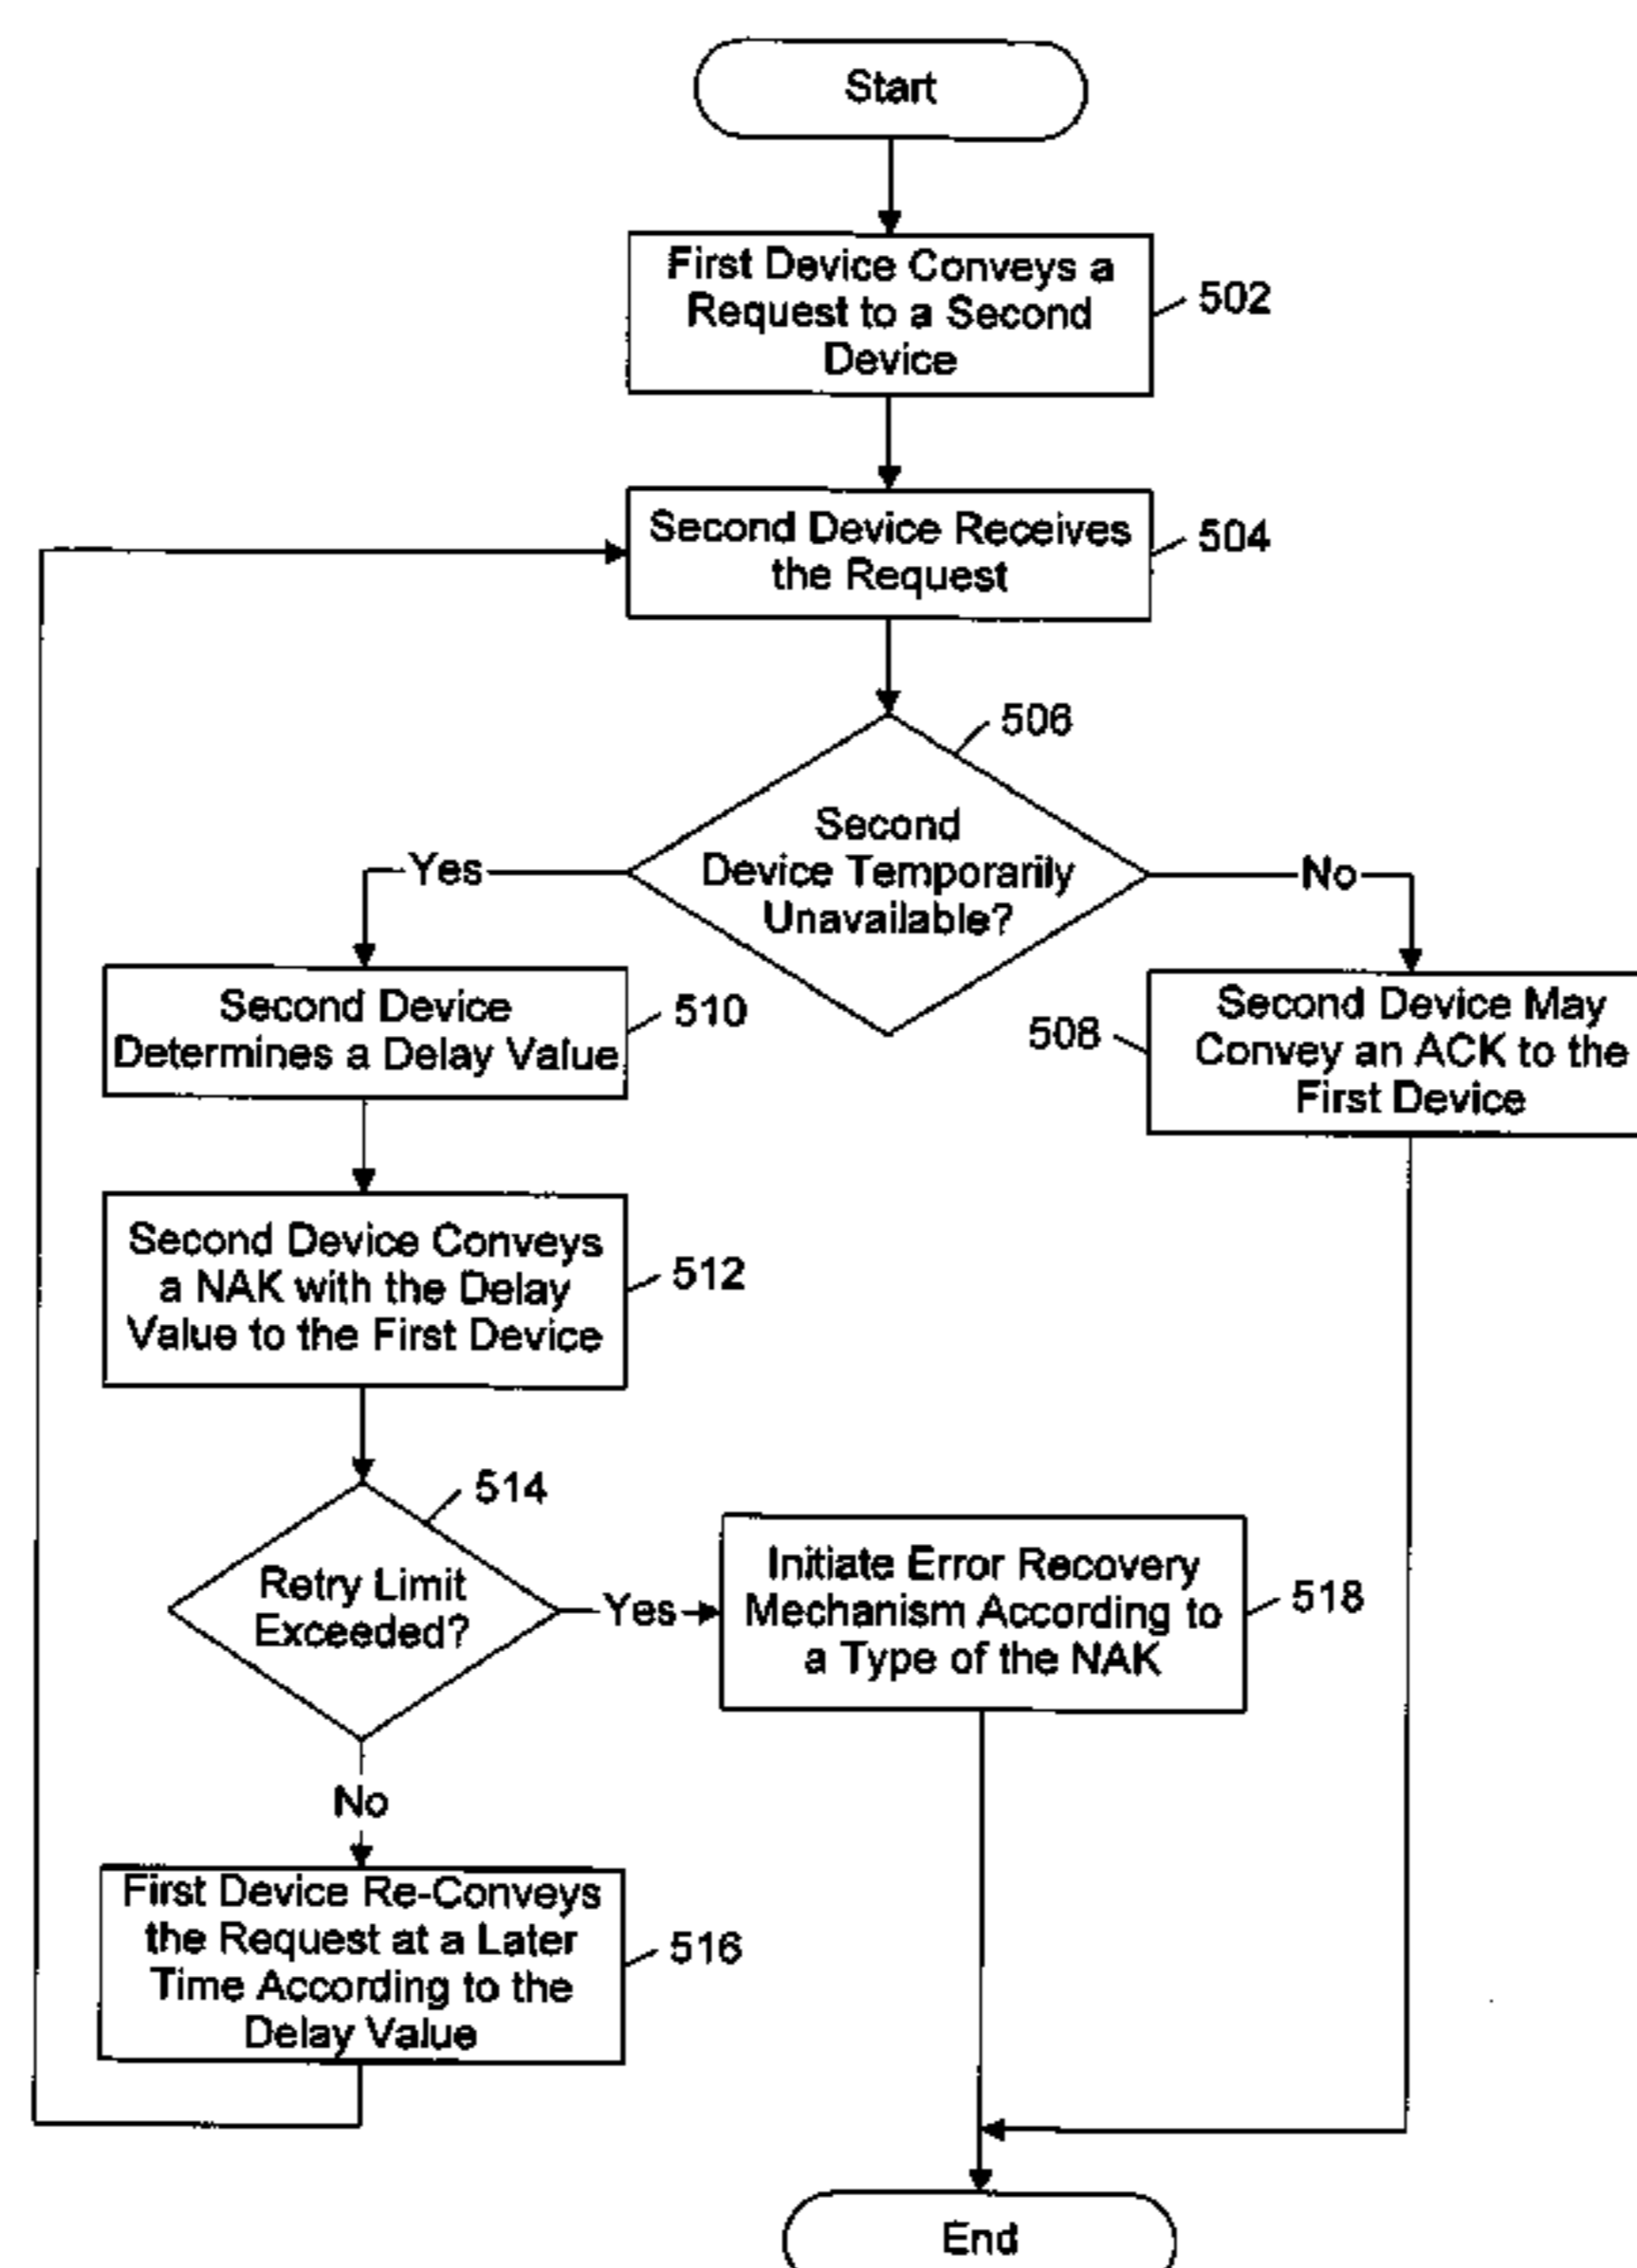 Start
First Device Conveys a
Request to a Second
Device
502
Second Device Receives
the Request
504
506
Second
Device Temporarily
Unavailable?
Yes
No
Second Device
Determines a Delay Value
510
508
Second Device May
Convey an ACK to the
First Device
Second Device Conveys
a NAK with the Delay
Value to the First Device
512
514
Retry Limit
Exceeded?
Yes
Initiate Error Recovery
Mechanism According to
a Type of the NAK
518
No
First Device Re-Conveys
the Request at a Later
Time According to the
Delay Value
516
End